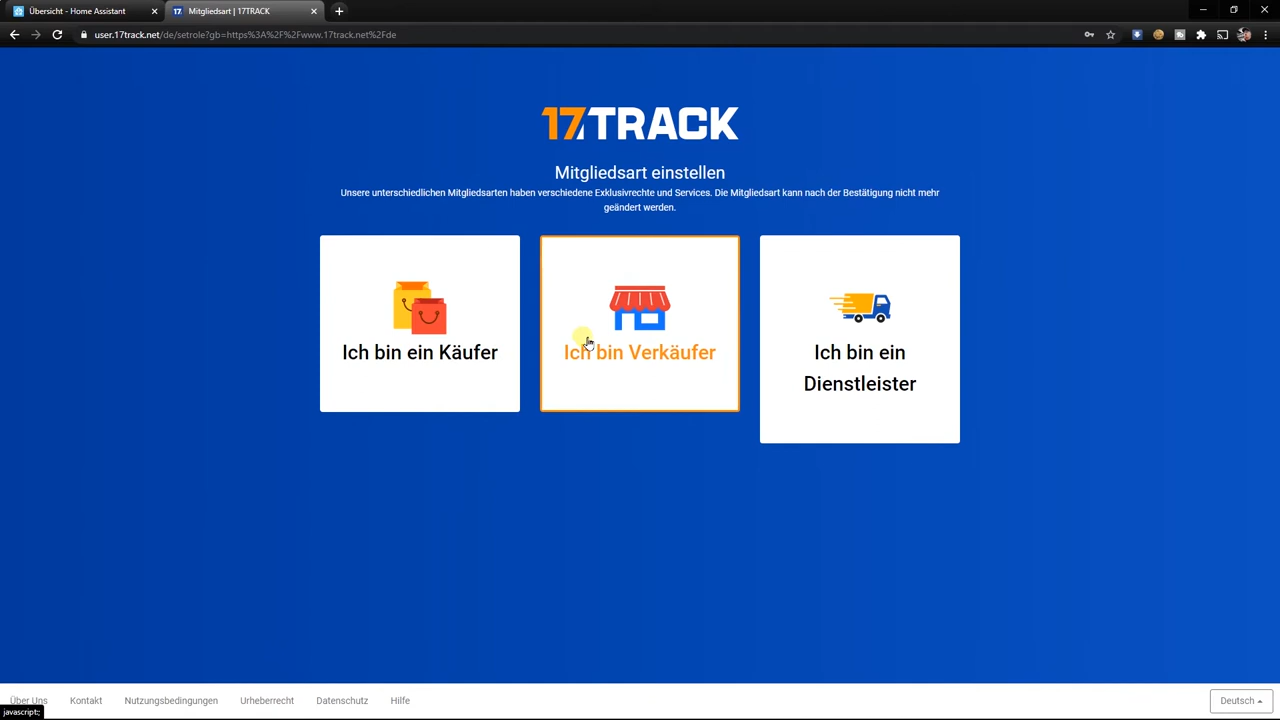 Übersicht - Home Assistant
17. Mitgliedsart | 17TRACK
user.17track.net/de/setrole?gb=https%3A%2F%2Fwww.17track.net%2Fde
17TRACK
Mitgliedsart einstellen
Unsere unterschiedlichen Mitgliedsarten haben verschiedene Exklusivrechte und Services. Die Mitgliedsart kann nach der Bestätigung nicht mehr
geändert werden.
Ich bin ein Käufer
Ich bin Verkäufer
Ich bin ein
Dienstleister
Über Uns
Kontakt
Nutzungsbedingungen
Urheberrecht
Datenschutz
Hilfe
Deutsch
javascript:;